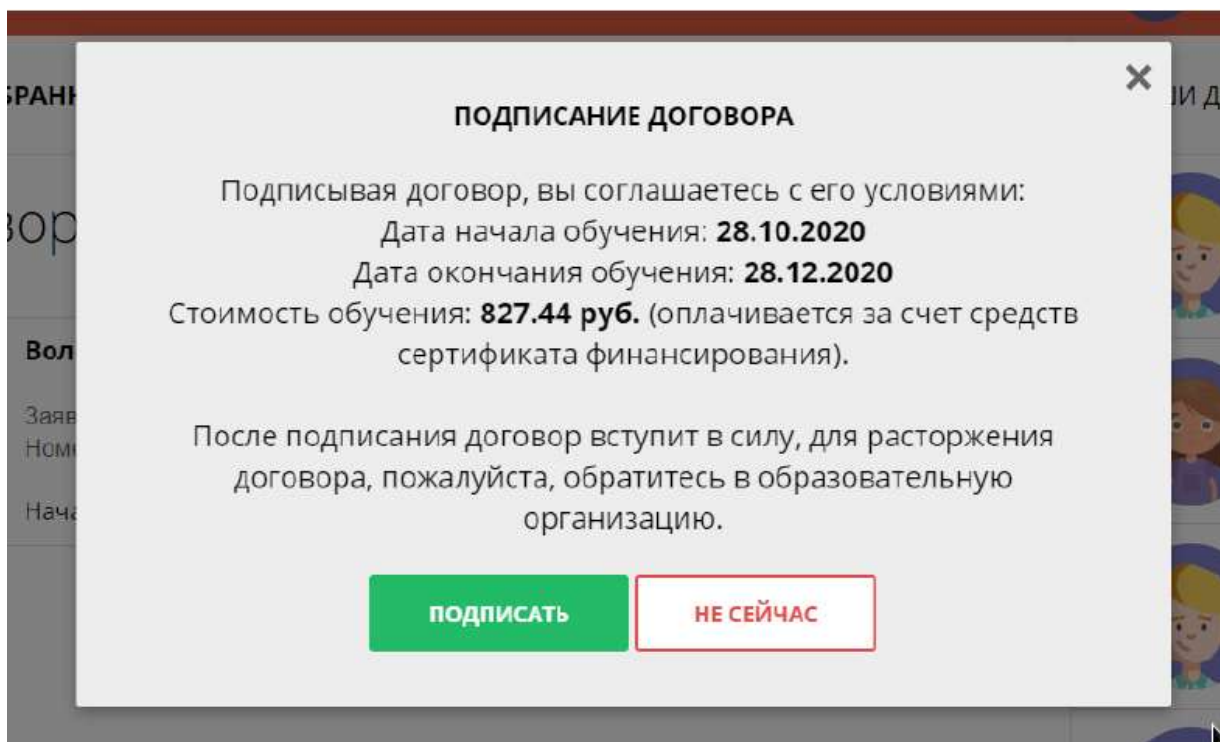 ПОДПИСАНИЕ ДОГОВОРА
Подписывая договор, вы соглашаетесь с его условиями:
Дата начала обучения: 28.10.2020
Дата окончания обучения: 28.12.2020
Стоимость обучения: 827.44 руб. (оплачивается за счет средств
сертификата финансирования).
После подписания договор вступит в силу, для расторжения
договора, пожалуйста, обратитесь в образовательную
организацию.
ПОДПИСАТЬ
НЕ СЕЙЧАС